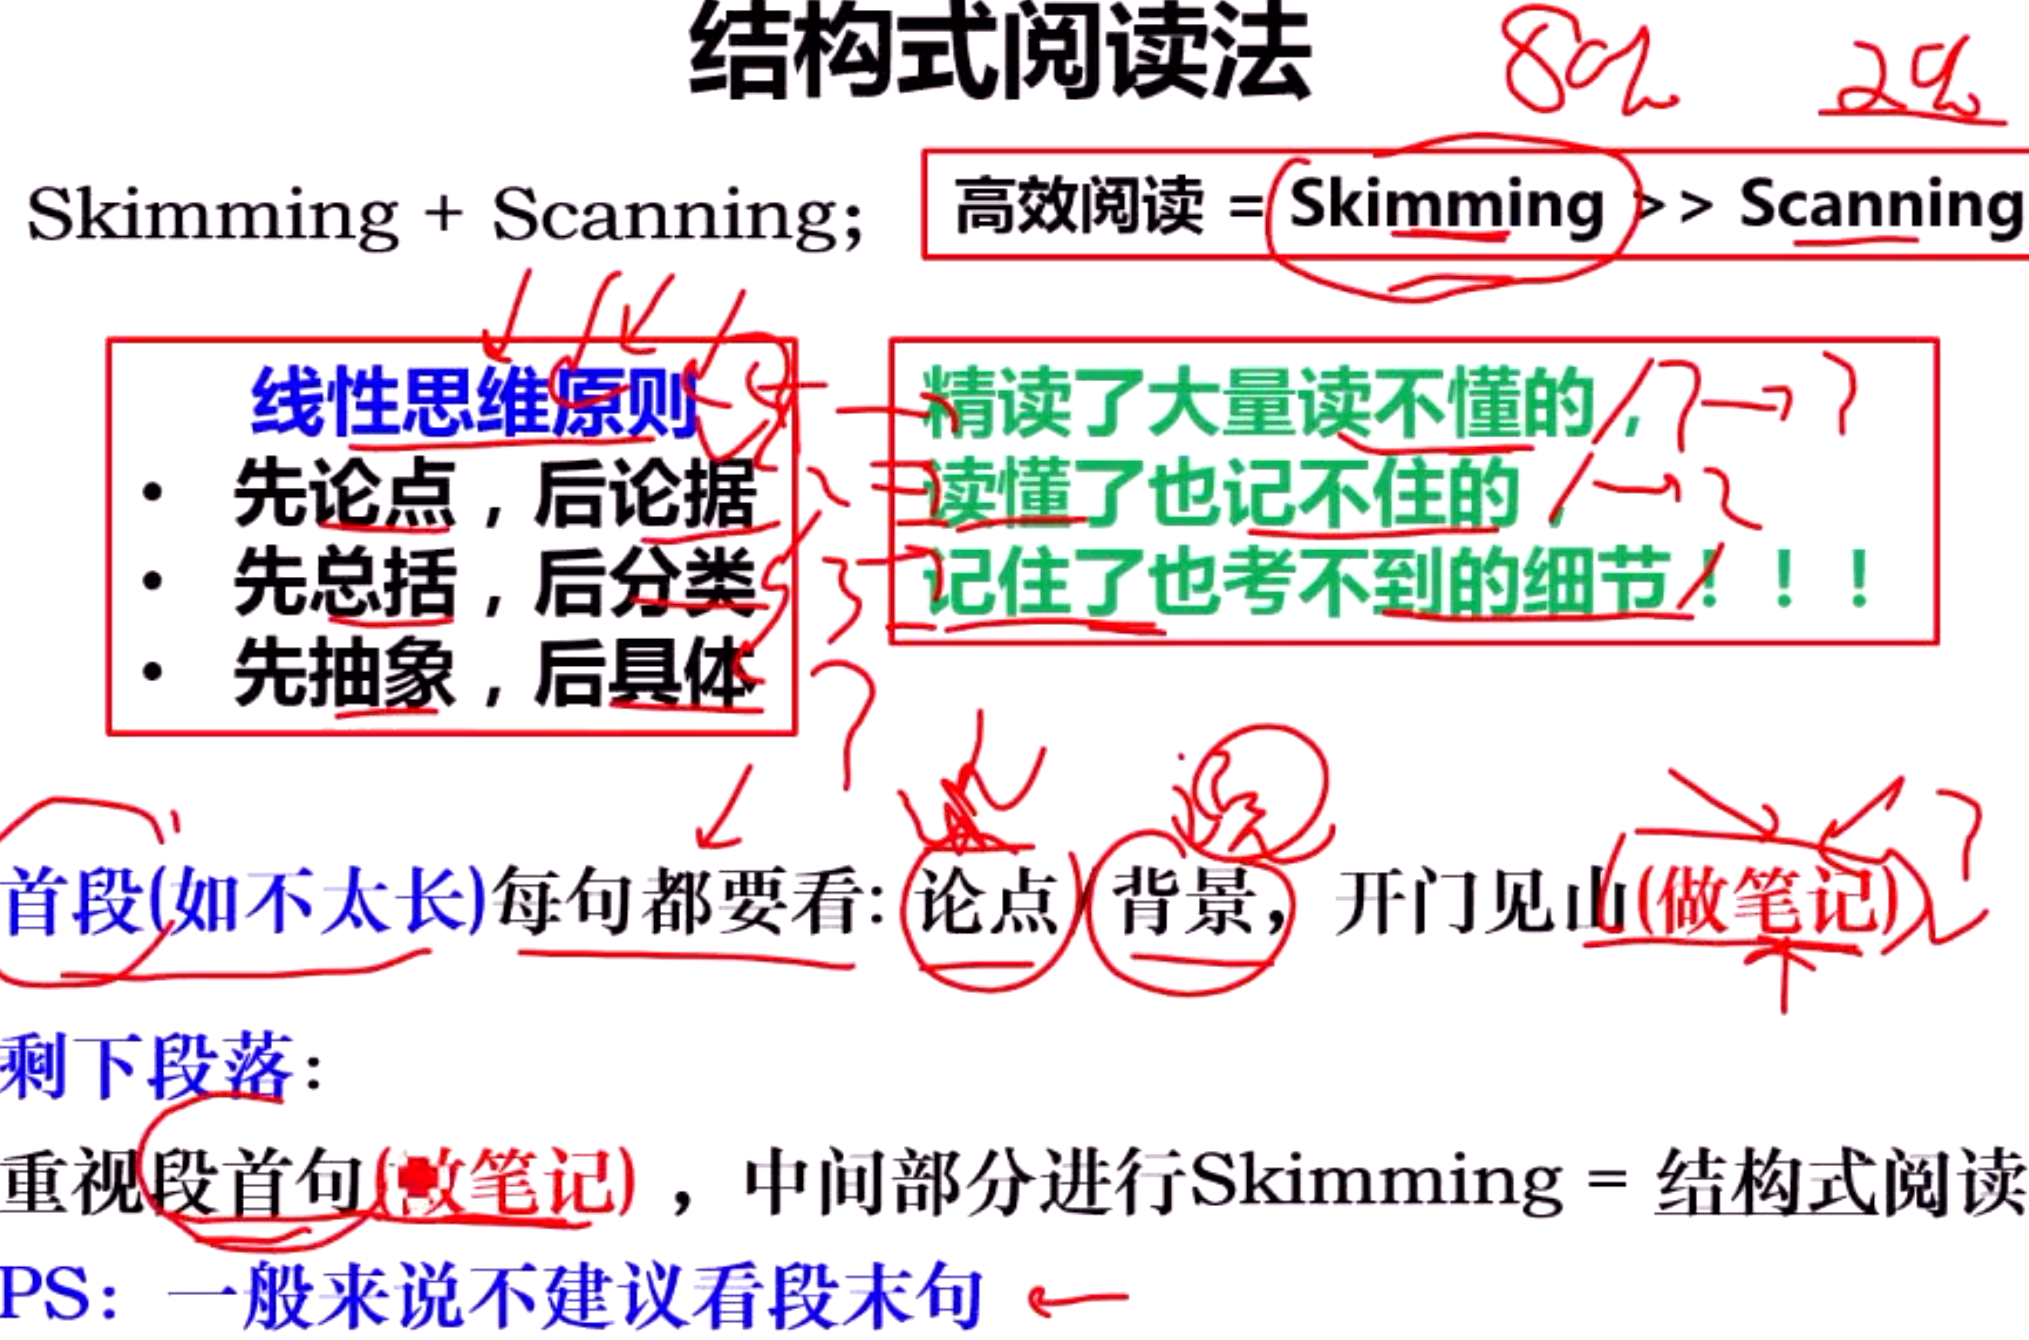 结构式阅读法
Skimming + Scanning;
高效阅读 = Skimming >> Scanning
线性思维原则
• 先论点，后论据
• 先总括，后分类
• 先抽象，后具体
精读了大量读不懂的，
读懂了也记不住的，
记住了也考不到的细节！！！
首段(如不太长)每句都要看: 论点/背景，开门见山(做笔记)
剩下段落：
重视段首句(做笔记)，中间部分进行Skimming = 结构式阅读
PS：一般来说不建议看段末句